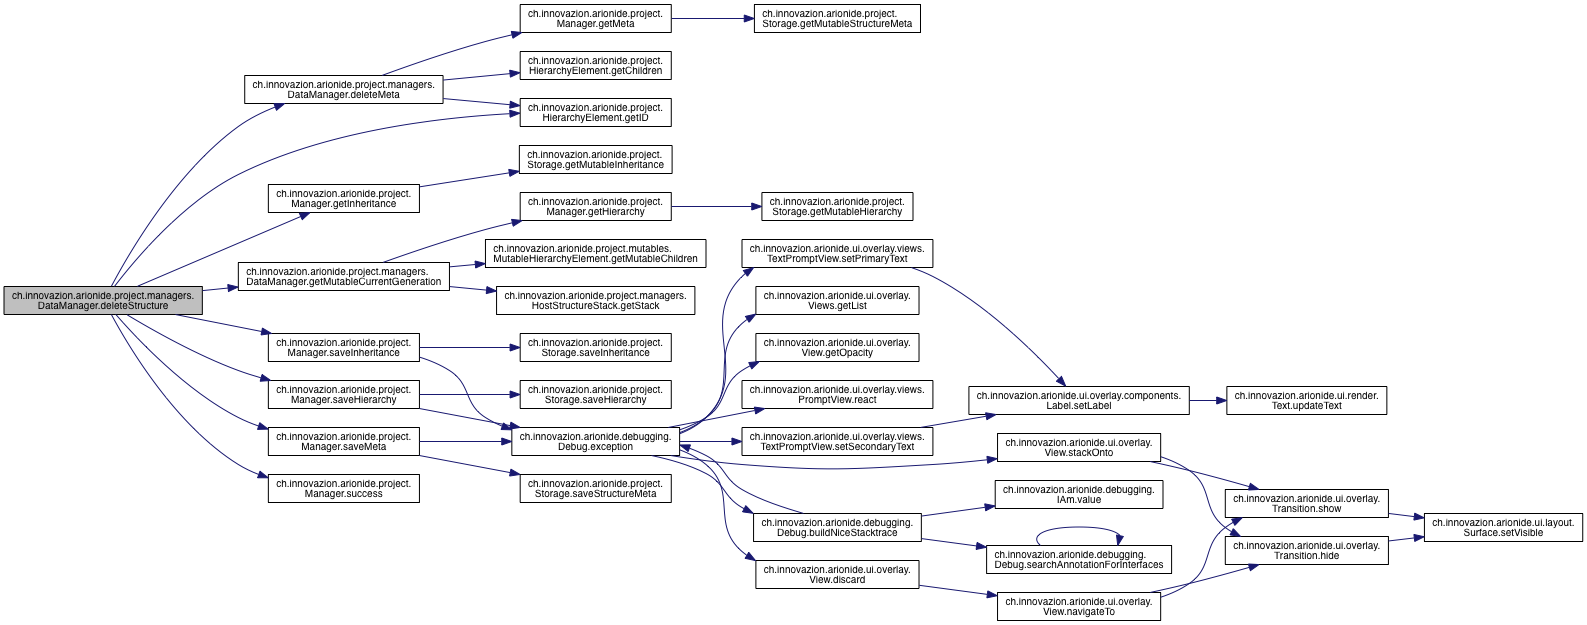 ch.innovazion.arionide.project.managers.
DataManager.deleteStructure
ch.innovazion.arionide.project.managers.
DataManager.deleteMeta
ch.innovazion.arionide.project.
Manager.getInheritance
ch.innovazion.arionide.project.managers.
DataManager.getMutableCurrentGeneration
ch.innovazion.arionide.project.
Manager.saveInheritance
ch.innovazion.arionide.project.
Manager.saveHierarchy
ch.innovazion.arionide.project.
Manager.saveMeta
ch.innovazion.arionide.project.
Manager.success
ch.innovazion.arionide.project.
Manager.getMeta
ch.innovazion.arionide.project.
HierarchyElement.getChildren
ch.innovazion.arionide.project.
HierarchyElement.getID
ch.innovazion.arionide.project.
Storage.getMutableInheritance
ch.innovazion.arionide.project.
Manager.getHierarchy
ch.innovazion.arionide.project.mutables.
MutableHierarchyElement.getMutableChildren
ch.innovazion.arionide.project.managers.
HostStructureStack.getStack
ch.innovazion.arionide.project.
Storage.saveInheritance
ch.innovazion.arionide.project.
Storage.saveHierarchy
ch.innovazion.arionide.debugging.
Debug.exception
ch.innovazion.arionide.project.
Storage.saveStructureMeta
ch.innovazion.arionide.project.
Storage.getMutableStructureMeta
ch.innovazion.arionide.project.
Storage.getMutableHierarchy
ch.innovazion.arionide.ui.overlay.views.
TextPromptView.setPrimaryText
ch.innovazion.arionide.ui.overlay.
Views.getList
ch.innovazion.arionide.ui.overlay.
View.getOpacity
ch.innovazion.arionide.ui.overlay.views.
PromptView.react
ch.innovazion.arionide.ui.overlay.views.
TextPromptView.setSecondaryText
ch.innovazion.arionide.debugging.
Debug.buildNiceStacktrace
ch.innovazion.arionide.ui.overlay.
View.discard
ch.innovazion.arionide.ui.overlay.components.
Label.setLabel
ch.innovazion.arionide.ui.overlay.
View.stackOnto
ch.innovazion.arionide.debugging.
IAm.value
ch.innovazion.arionide.debugging.
Debug.searchAnnotationForInterfaces
ch.innovazion.arionide.ui.overlay.
View.navigateTo
ch.innovazion.arionide.ui.render.
Text.updateText
ch.innovazion.arionide.ui.overlay.
Transition.show
ch.innovazion.arionide.ui.overlay.
Transition.hide
ch.innovazion.arionide.ui.layout.
Surface.setVisible